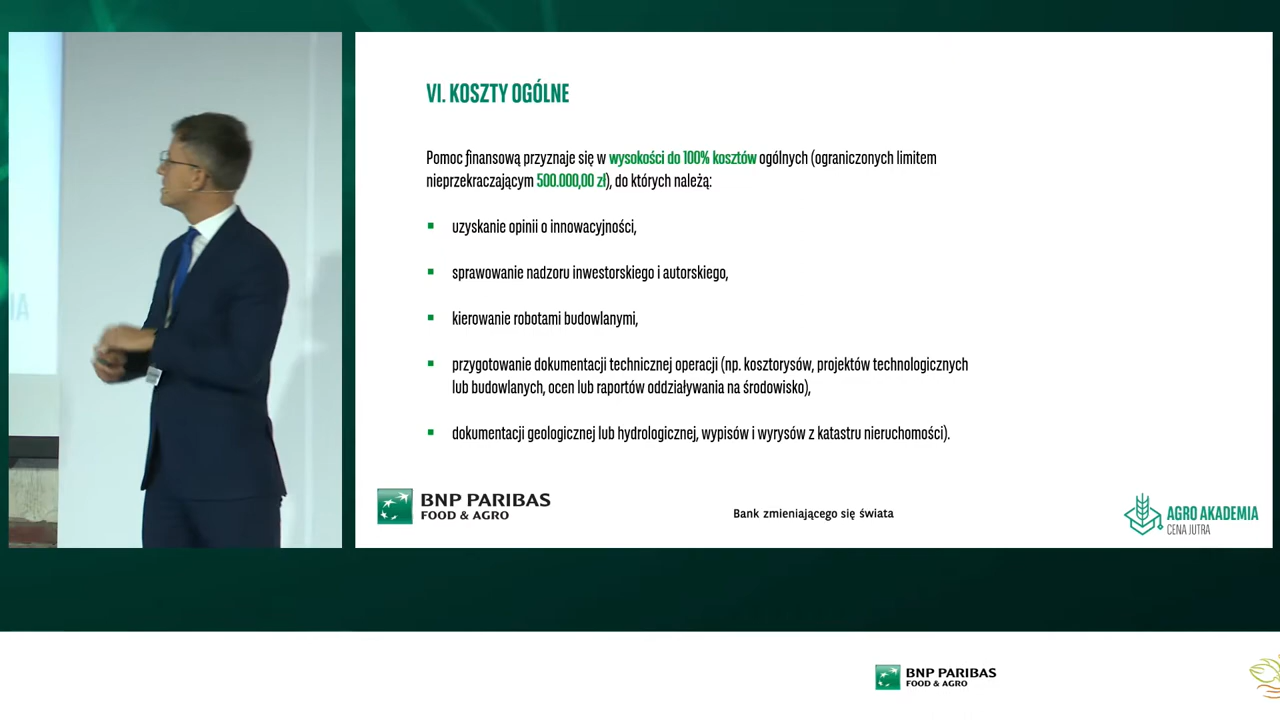 IA
VI. KOSZTY OGÓLNE
Pomoc finansową przyznaje się w wysokości do 100% kosztów ogólnych (ograniczonych limitem
nieprzekraczającym 500.000,00 zł), do których należą:
▪ uzyskanie opinii o innowacyjności,
▪ sprawowanie nadzoru inwestorskiego i autorskiego,
▪ kierowanie robotami budowlanymi,
▪ przygotowanie dokumentacji technicznej operacji (np. kosztorysów, projektów technologicznych
lub budowlanych, ocen lub raportów oddziaływania na środowisko),
▪ dokumentacji geologicznej lub hydrologicznej, wypisów i wyrysów z katastru nieruchomości).
BNP PARIBAS
FOOD & AGRO
Bank zmieniającego się świata
AGRO AKADEMIA
CENA JUTRA
BNP PARIBAS
FOOD & AGRO